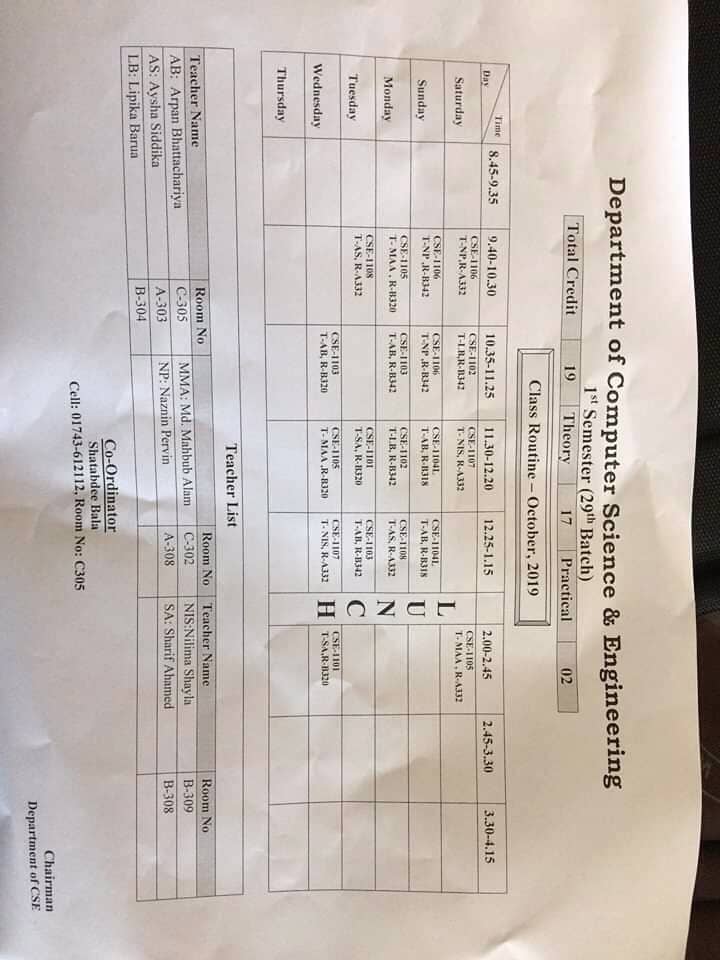 Department of Computer Science & Engineering
1st Semester (29th Batch)
Total Credit 19 Theory 17 Practical 02
Class Routine – October, 2019
Time
Day 8.45-9.35 9.40-10.30 10.35-11.25 11.30-12.20 12.25-1.15 LUNCH 2.00-2.45 2.45-3.30 3.30-4.15
Saturday CSE-1106 CSE-1102 CSE-1107 CSE-1105
T-NP,R-A332 T-LB,R-B342 T- NIS, R-A332 T- MAA , R-A332
Sunday CSE-1106 CSE-1106 CSE-1104L CSE-1104L
T-NP ,R-B342 T-NP ,R-B342 T-AB, R-B318 T-AB, R-B318
Monday CSE-1105 CSE-1103 CSE-1102 CSE-1108
T- MAA , R-B320 T-AB, R-B342 T-LB, R-B342 T-AS, R-A332
Tuesday CSE-1108 CSE-1101 CSE-1103
T-AS, R-A332 T-SA, R-B320 T-AB, R-B342
Wednesday CSE-1103 CSE-1105 CSE-1107 CSE-1101
T-AB, R-B320 T- MAA ,R-B320 T- NIS, R-A332 T-SA,R-B320
Thursday
Teacher List
Teacher Name Room No Room No Teacher Name Room No
AB: Arpan Bhattachariya C-305 MMA: Md. Mahbub Alam C-302 NIS:Nilima Shayla B-309
AS: Aysha Siddika A-303 NP: Naznin Pervin A-308 SA: Sharif Ahamed B-308
LB: Lipika Barua B-304
Co-Ordinator
Shatabdee Bala
Cell: 01743-612112, Room No: C305
Chairman
Department of CSE